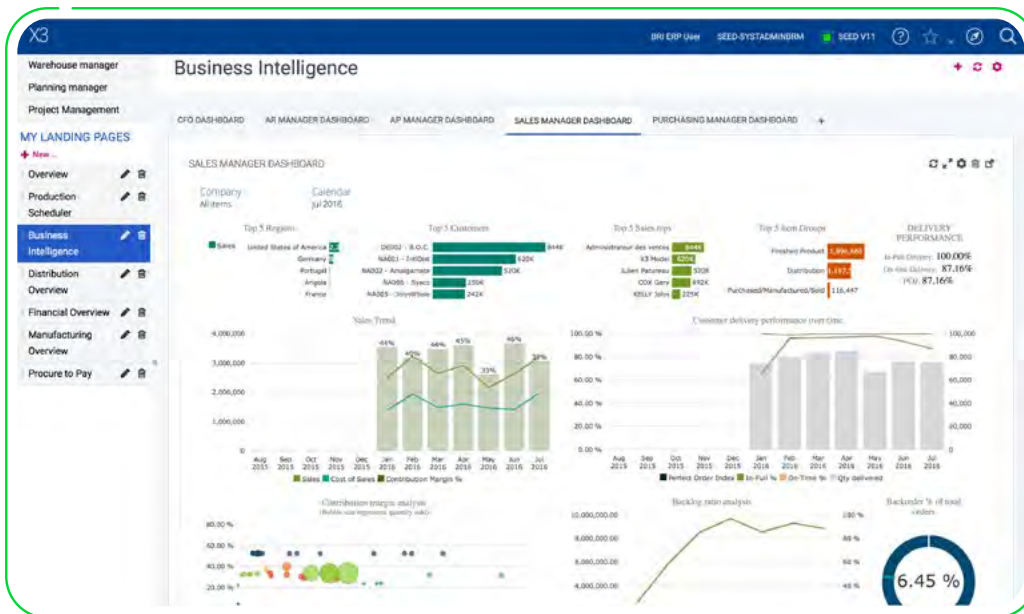 X3
BRI ERP User SEED-SYSTADMINBRM SEED V11
Warehouse manager
Planning manager
Project Management
MY LANDING PAGES
New ...
Overview
Production
Scheduler
Business
Intelligence
Distribution
Overview
Financial Overview
Manufacturing
Overview
Procure to Pay
Business Intelligence
CFO DASHBOARD AR MANAGER DASHBOARD AP MANAGER DASHBOARD SALES MANAGER DASHBOARD PURCHASING MANAGER DASHBOARD +
SALES MANAGER DASHBOARD
Company Calendar
All items Jul 2016
Top 5 Regions
Sales
United States of America
Germany
Portugal
Angola
France
Top 5 Customers
DE002 - B.O.C. 844K
NA001 - 620K
NA002 - Amalgamate 520K
NA006 - Sysco 250K
NA005 - 242K
Top 5 Sales reps
Administrateur des ventes 844K
X3 Model 620K
Julien Patureau 520K
COX Gary 492K
KELLY John 225K
Top 5 Item Groups
Finished Product
Distribution
Purchased/Manufactured/Sold 116,447
DELIVERY
PERFORMANCE
In-Full Delivery: 100.00%
On-time Delivery: 87.16%
POI: 87.16%
Sales Trend
4,000,000
3,000,000
2,000,000
1,000,000
0
44% 44% 45% 33% 46%
Aug Sep Oct Nov Dec Jan Feb Mar Apr May Jun Jul
2015 2015 2015 2015 2015 2016 2016 2016 2016 2016 2016 2016
Sales Cost of Sales Contribution Margin %
Customer delivery performance over time
100.00 % 100,000
80.00 % 80,000
60.00 % 60,000
40.00 % 40,000
20.00 % 20,000
0.00 % 0
Aug Sep Oct Nov Dec Jan Feb Mar Apr May Jun Jul
2015 2015 2015 2015 2015 2016 2016 2016 2016 2016 2016 2016
Perfect Order Index In-Full % On-Time % Qty delivered
Contribution margin analysis
(Bubble size represents quantity sold)
80.00 %
40.00 %
20.00 %
Backlog ratio analysis
10,000,000.00 100 %
8,000,000.00 80 %
6,000,000.00 60 %
4,000,000.00 40 %
Backorder % of total
orders
6.45 %